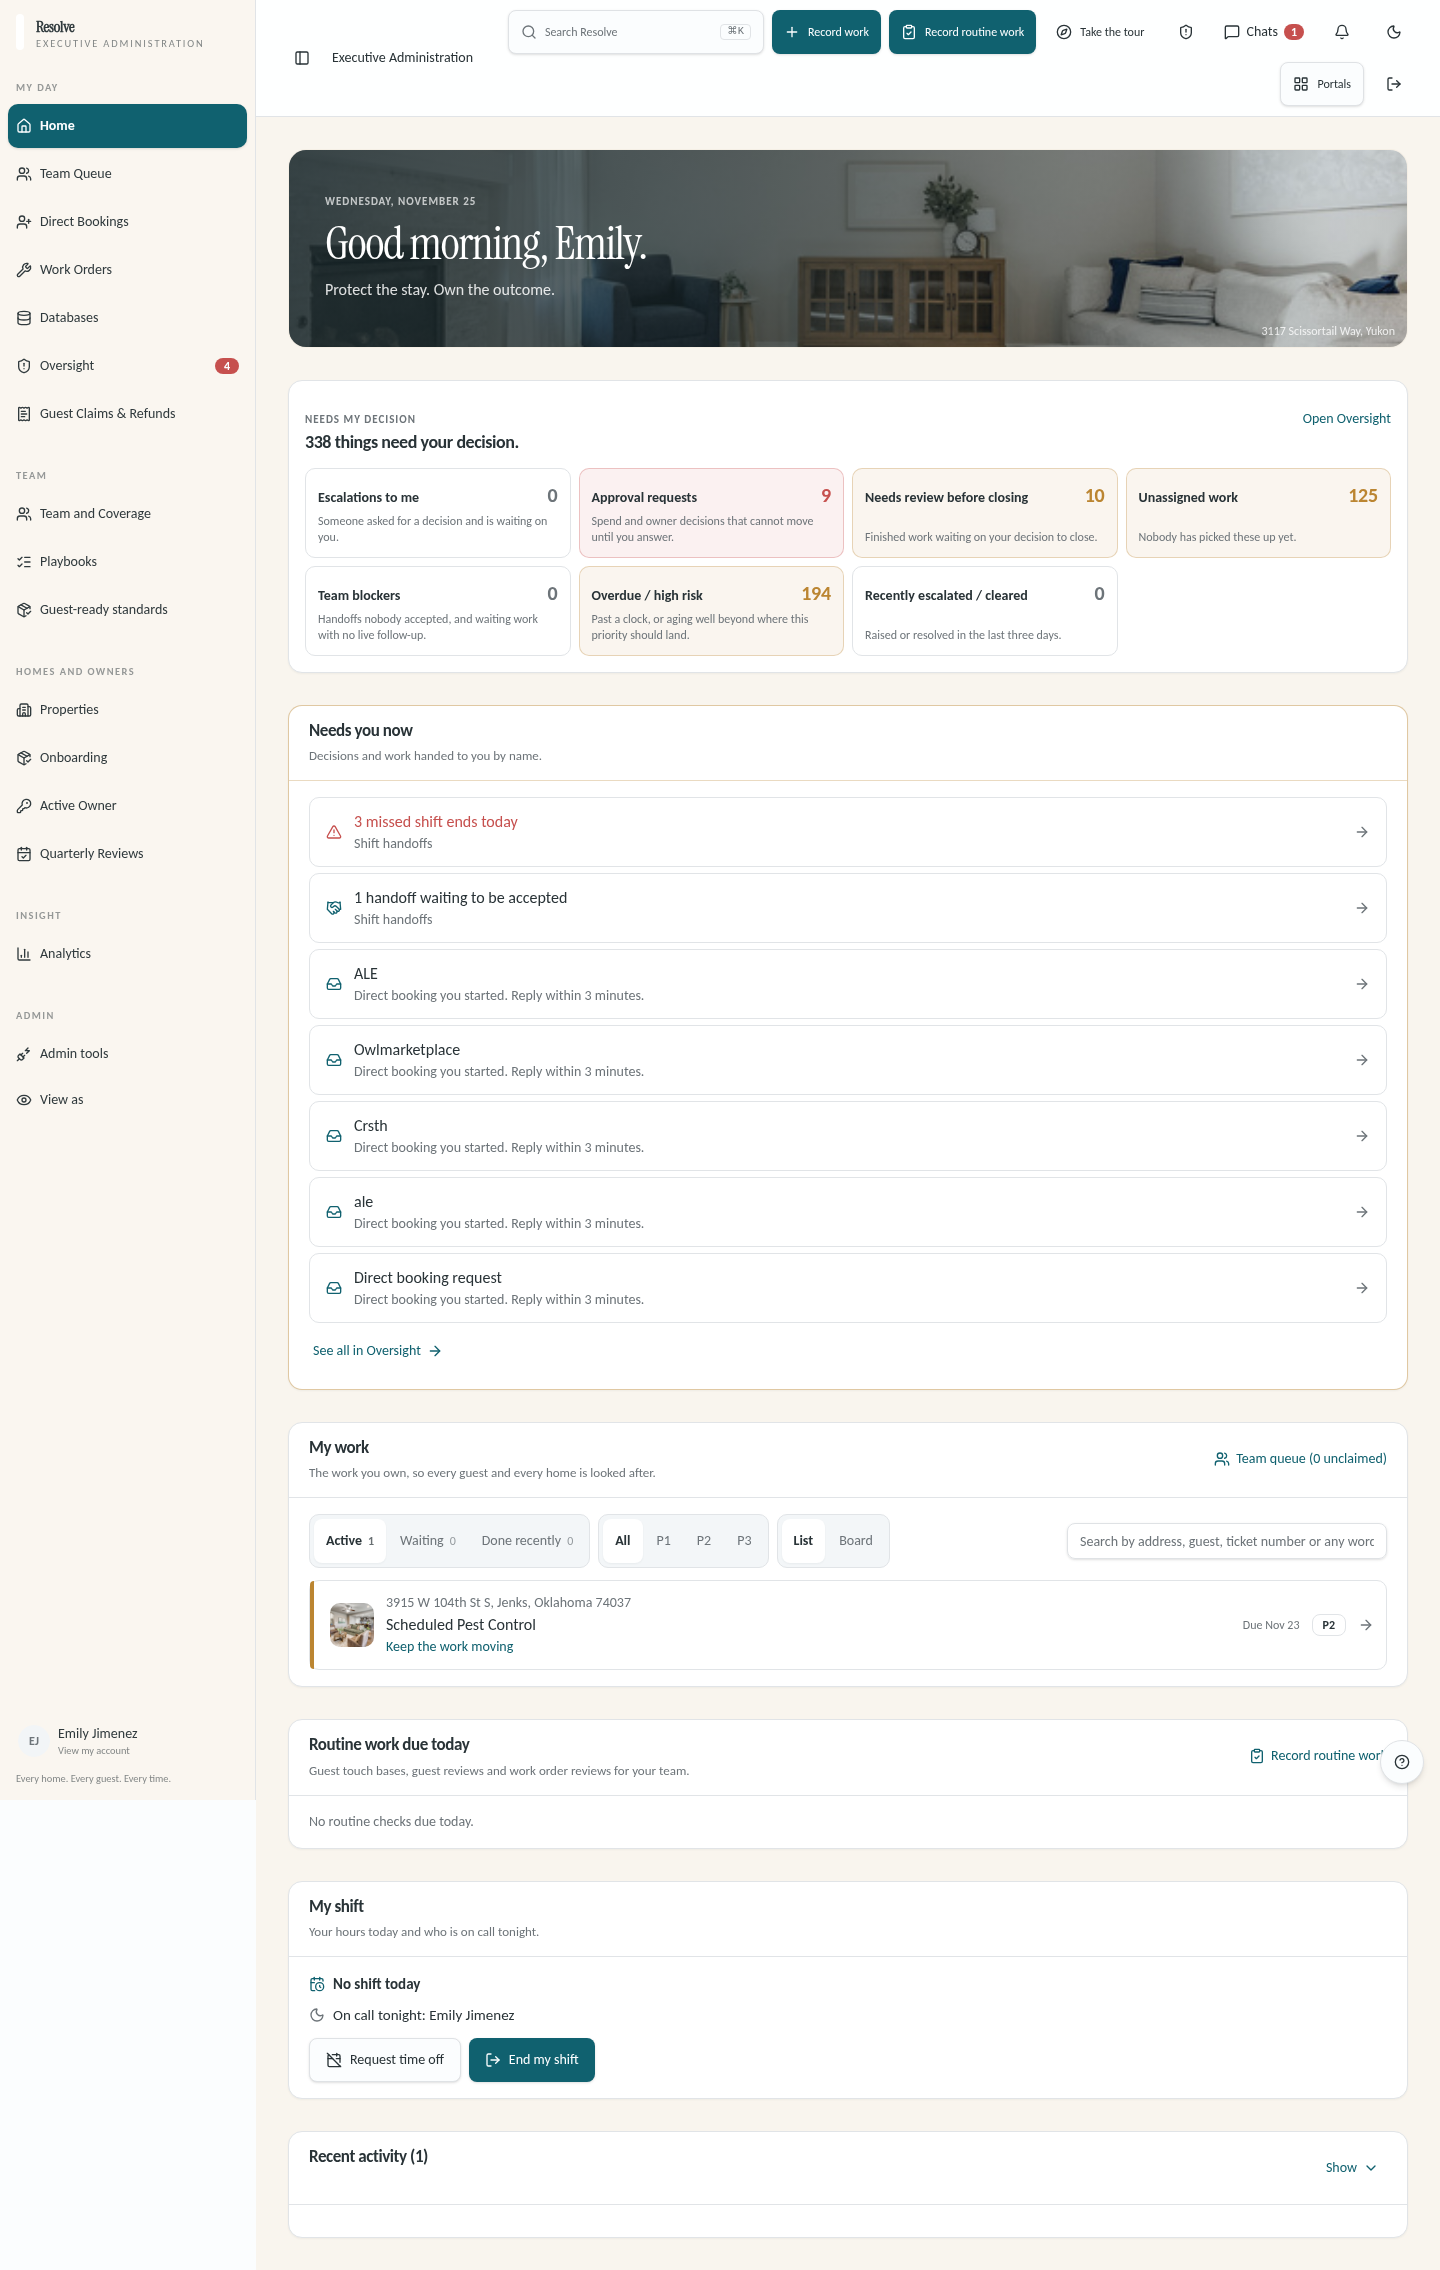 Resolve
EXECUTIVE ADMINISTRATION
MY DAY
Home
Team Queue
Direct Bookings
Work Orders
Databases
Oversight 4
Guest Claims & Refunds
TEAM
Team and Coverage
Playbooks
Guest-ready standards
HOMES AND OWNERS
Properties
Onboarding
Active Owner
Quarterly Reviews
INSIGHT
Analytics
ADMIN
Admin tools
View as
EJ
Emily Jimenez
View my account
Every home. Every guest. Every time.
Executive Administration
Search Resolve ⌘K
Record work
Record routine work
Take the tour
Chats 1
Portals
WEDNESDAY, NOVEMBER 25
Good morning, Emily.
Protect the stay. Own the outcome.
3117 Scissortail Way, Yukon
NEEDS MY DECISION
338 things need your decision.
Open Oversight
Escalations to me 0
Someone asked for a decision and is waiting on
you.
Approval requests 9
Spend and owner decisions that cannot move
until you answer.
Needs review before closing 10
Finished work waiting on your decision to close.
Unassigned work 125
Nobody has picked these up yet.
Team blockers 0
Handoffs nobody accepted, and waiting work
with no live follow-up.
Overdue / high risk 194
Past a clock, or aging well beyond where this
priority should land.
Recently escalated / cleared 0
Raised or resolved in the last three days.
Needs you now
Decisions and work handed to you by name.
3 missed shift ends today
Shift handoffs
1 handoff waiting to be accepted
Shift handoffs
ALE
Direct booking you started. Reply within 3 minutes.
Owlmarketplace
Direct booking you started. Reply within 3 minutes.
Crsth
Direct booking you started. Reply within 3 minutes.
ale
Direct booking you started. Reply within 3 minutes.
Direct booking request
Direct booking you started. Reply within 3 minutes.
See all in Oversight
My work
The work you own, so every guest and every home is looked after.
Team queue (0 unclaimed)
Active 1 Waiting 0 Done recently 0
All P1 P2 P3
List Board
Search by address, guest, ticket number or any word
3915 W 104th St S, Jenks, Oklahoma 74037
Scheduled Pest Control
Keep the work moving
Due Nov 23 P2
Routine work due today
Guest touch bases, guest reviews and work order reviews for your team.
Record routine work
No routine checks due today.
My shift
Your hours today and who is on call tonight.
No shift today
On call tonight: Emily Jimenez
Request time off
End my shift
Recent activity (1)
Show